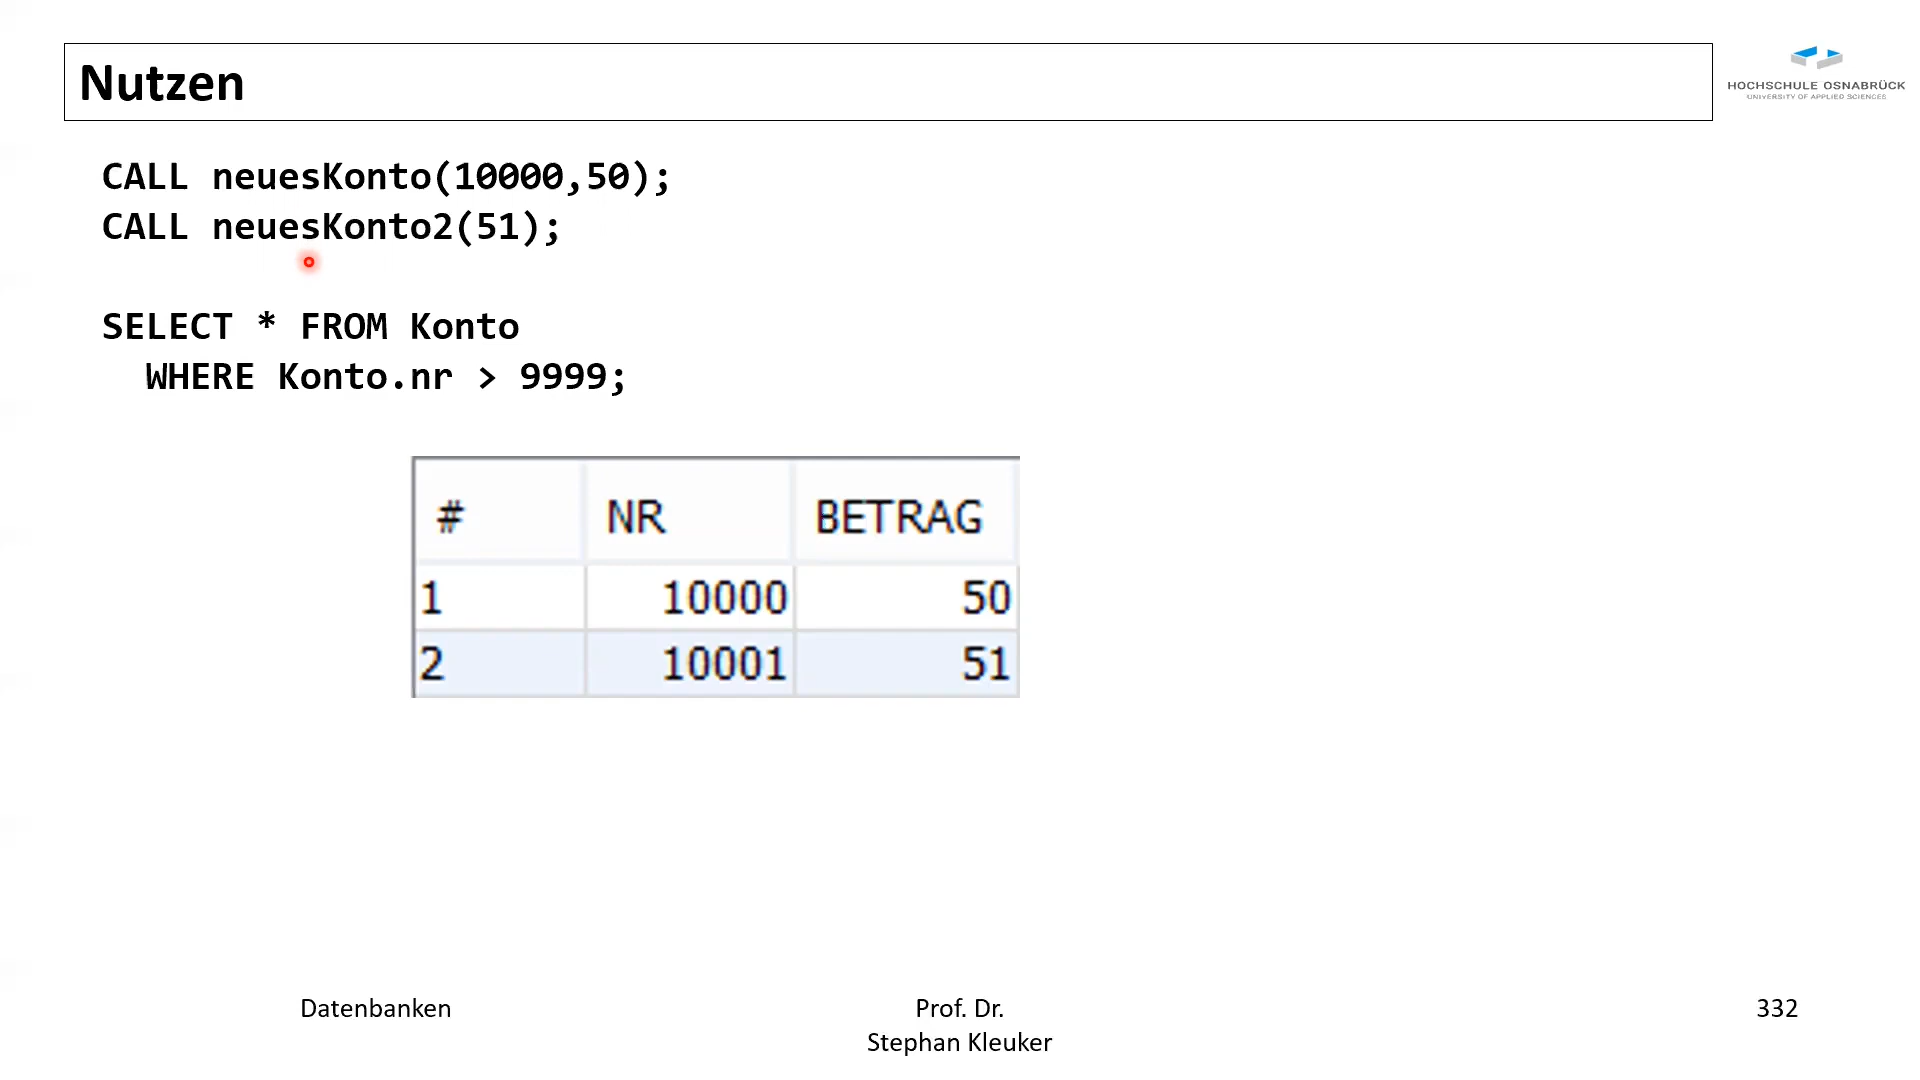 Nutzen
HOCHSCHULE OSNABRÜCK
UNIVERSITY OF APPLIED SCIENCES
CALL neuesKonto(10000,50);
CALL neuesKonto2(51);
SELECT * FROM Konto
WHERE Konto.nr > 9999;
# NR BETRAG
1 10000 50
2 10001 51
Datenbanken
Prof. Dr.
Stephan Kleuker
332